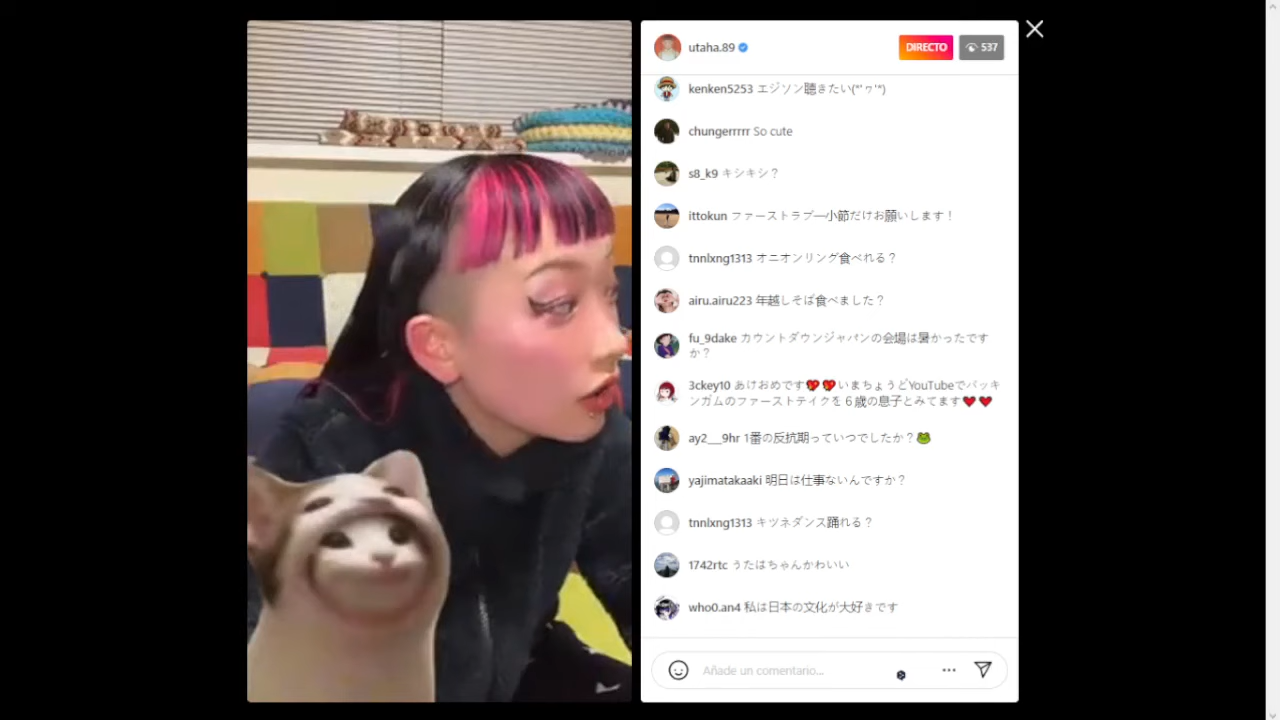 utaha.89
DIRECTO
537
kenken5253 エジソン聴きたい(*'ヮ'*)
chungerrrrr So cute
s8_k9 キシキシ？
ittokun ファーストラブ一小節だけお願いします！
tnnlxng1313 オニオンリング食べれる？
airu.airu223 年越しそば食べました？
fu_9dake カウントダウンジャパンの会場は暑かったです
か？
3ckey10 あけおめです💖💖いまちょうどYouTubeでバッキ
ンガムのファーストテイクを６歳の息子とみてます❤️❤️
ay2__9hr 1番の反抗期っていつでしたか？🐸
yajimatakaaki 明日は仕事ないんですか？
tnnlxng1313 キツネダンス踊れる？
1742rtc うたはちゃんかわいい
who0.an4 私は日本の文化が大好きです
Añade un comentario...